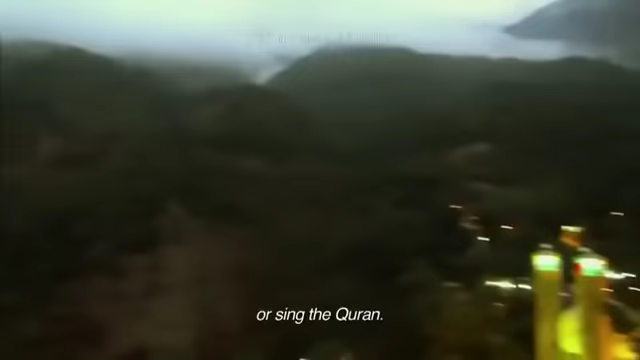 or sing the Quran.